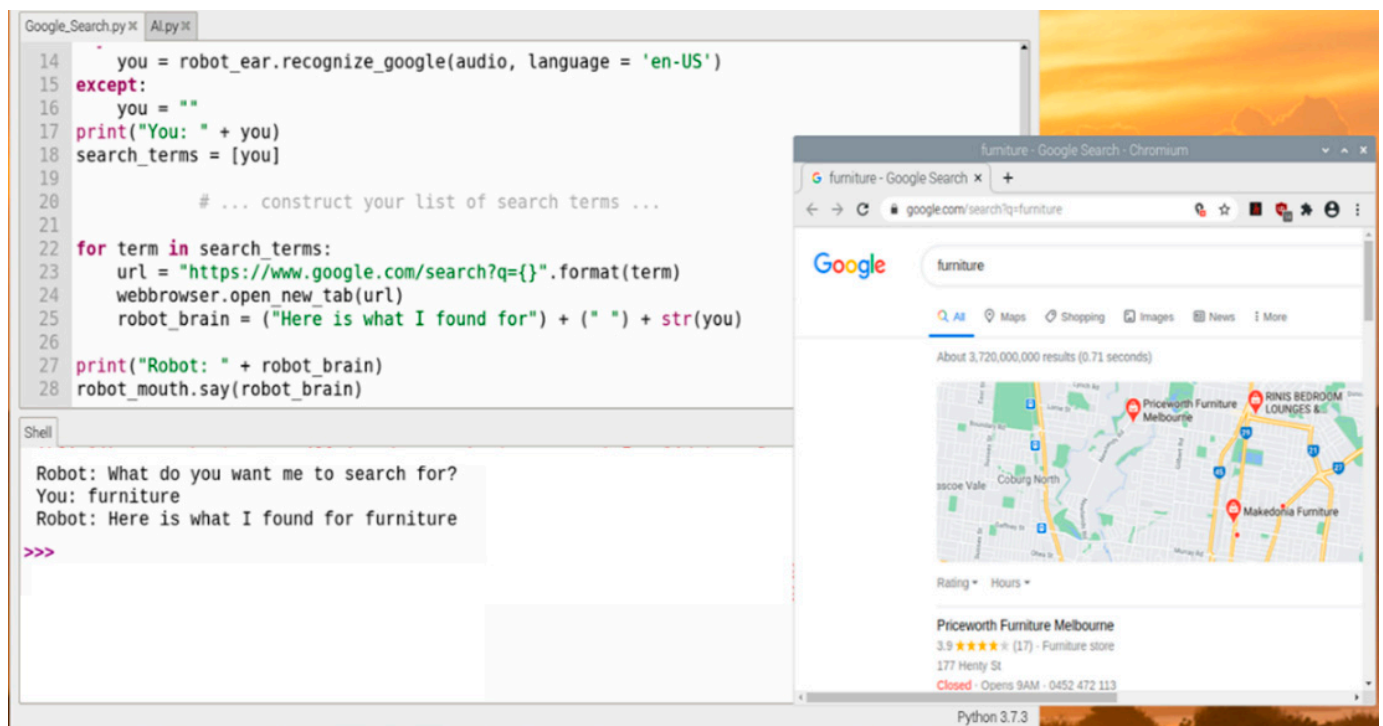 Google_Search.py AI.py
14 you = robot_ear.recognize_google(audio, language = 'en-US')
15 except:
16 you = ""
17 print("You: " + you)
18 search_terms = [you]
19
20 # ... construct your list of search terms ...
21
22 for term in search_terms:
23 url = "https://www.google.com/search?q={}".format(term)
24 webbrowser.open_new_tab(url)
25 robot_brain = ("Here is what I found for") + (" ") + str(you)
26
27 print("Robot: " + robot_brain)
28 robot_mouth.say(robot_brain)
Shell
Robot: What do you want me to search for?
You: furniture
Robot: Here is what I found for furniture
>>>
furniture - Google Search - Chromium
furniture - Google Search
google.com/search?q=furniture
Google furniture
All Maps Shopping Images News More
About 3,720,000,000 results (0.71 seconds)
Priceworth Furniture
Melbourne
RINIS BEDROOM
LOUNGES &...
Coburg North
Makedonia Furniture
Rating Hours
Priceworth Furniture Melbourne
3.9 (17) · Furniture store
177 Henty St
Closed · Opens 9AM · 0452 472 113
Python 3.7.3